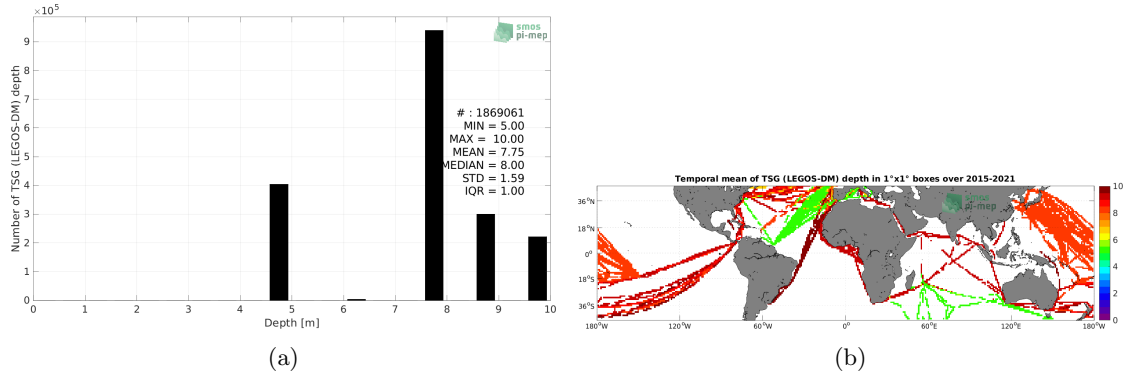 ×10⁵
smos
pi-mep
9
8
7
6
5
4
3
2
1
0
Number of TSG (LEGOS-DM) depth
# : 1869061
MIN = 5.00
MAX = 10.00
MEAN = 7.75
MEDIAN = 8.00
STD = 1.59
IQR = 1.00
0 1 2 3 4 5 6 7 8 9 10
Depth [m]
(a)
Temporal mean of TSG (LEGOS-DM) depth in 1°x1° boxes over 2015-2021
smos
pi-mep
36°N
18°N
0°
18°S
36°S
180°W 120°W 60°W 0° 60°E 120°E 180°W
10
8
6
4
2
0
(b)